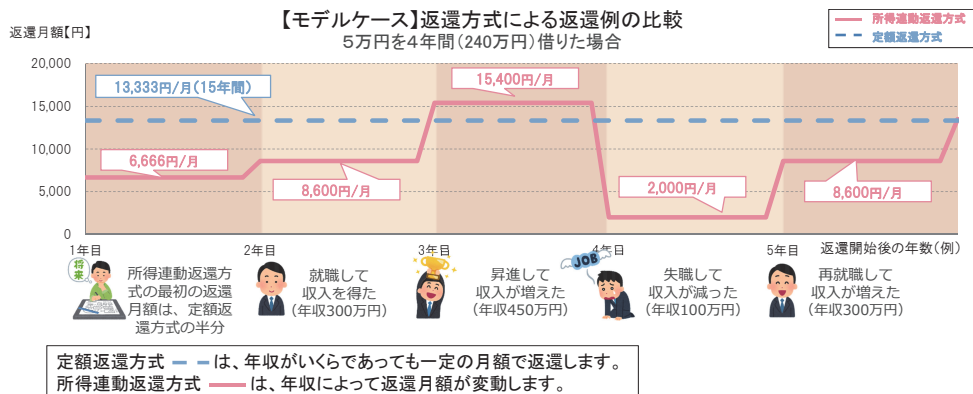 【モデルケース】返還方式による返還例の比較
5万円を4年間(240万円)借りた場合
返還月額【円】
所得連動返還方式
定額返還方式
20,000
15,000
10,000
5,000
0
13,333円/月(15年間)
6,666円/月
8,600円/月
15,400円/月
2,000円/月
8,600円/月
1年目
2年目
3年目
4年目
5年目
返還開始後の年数(例)
将来
所得連動返還方
式の最初の返還
月額は、定額返
還方式の半分
就職して
収入を得た
(年収300万円)
昇進して
収入が増えた
(年収450万円)
JOB
失職して
収入が減った
(年収100万円)
再就職して
収入が増えた
(年収300万円)
定額返還方式 は、年収がいくらであっても一定の月額で返還します。
所得連動返還方式 は、年収によって返還月額が変動します。